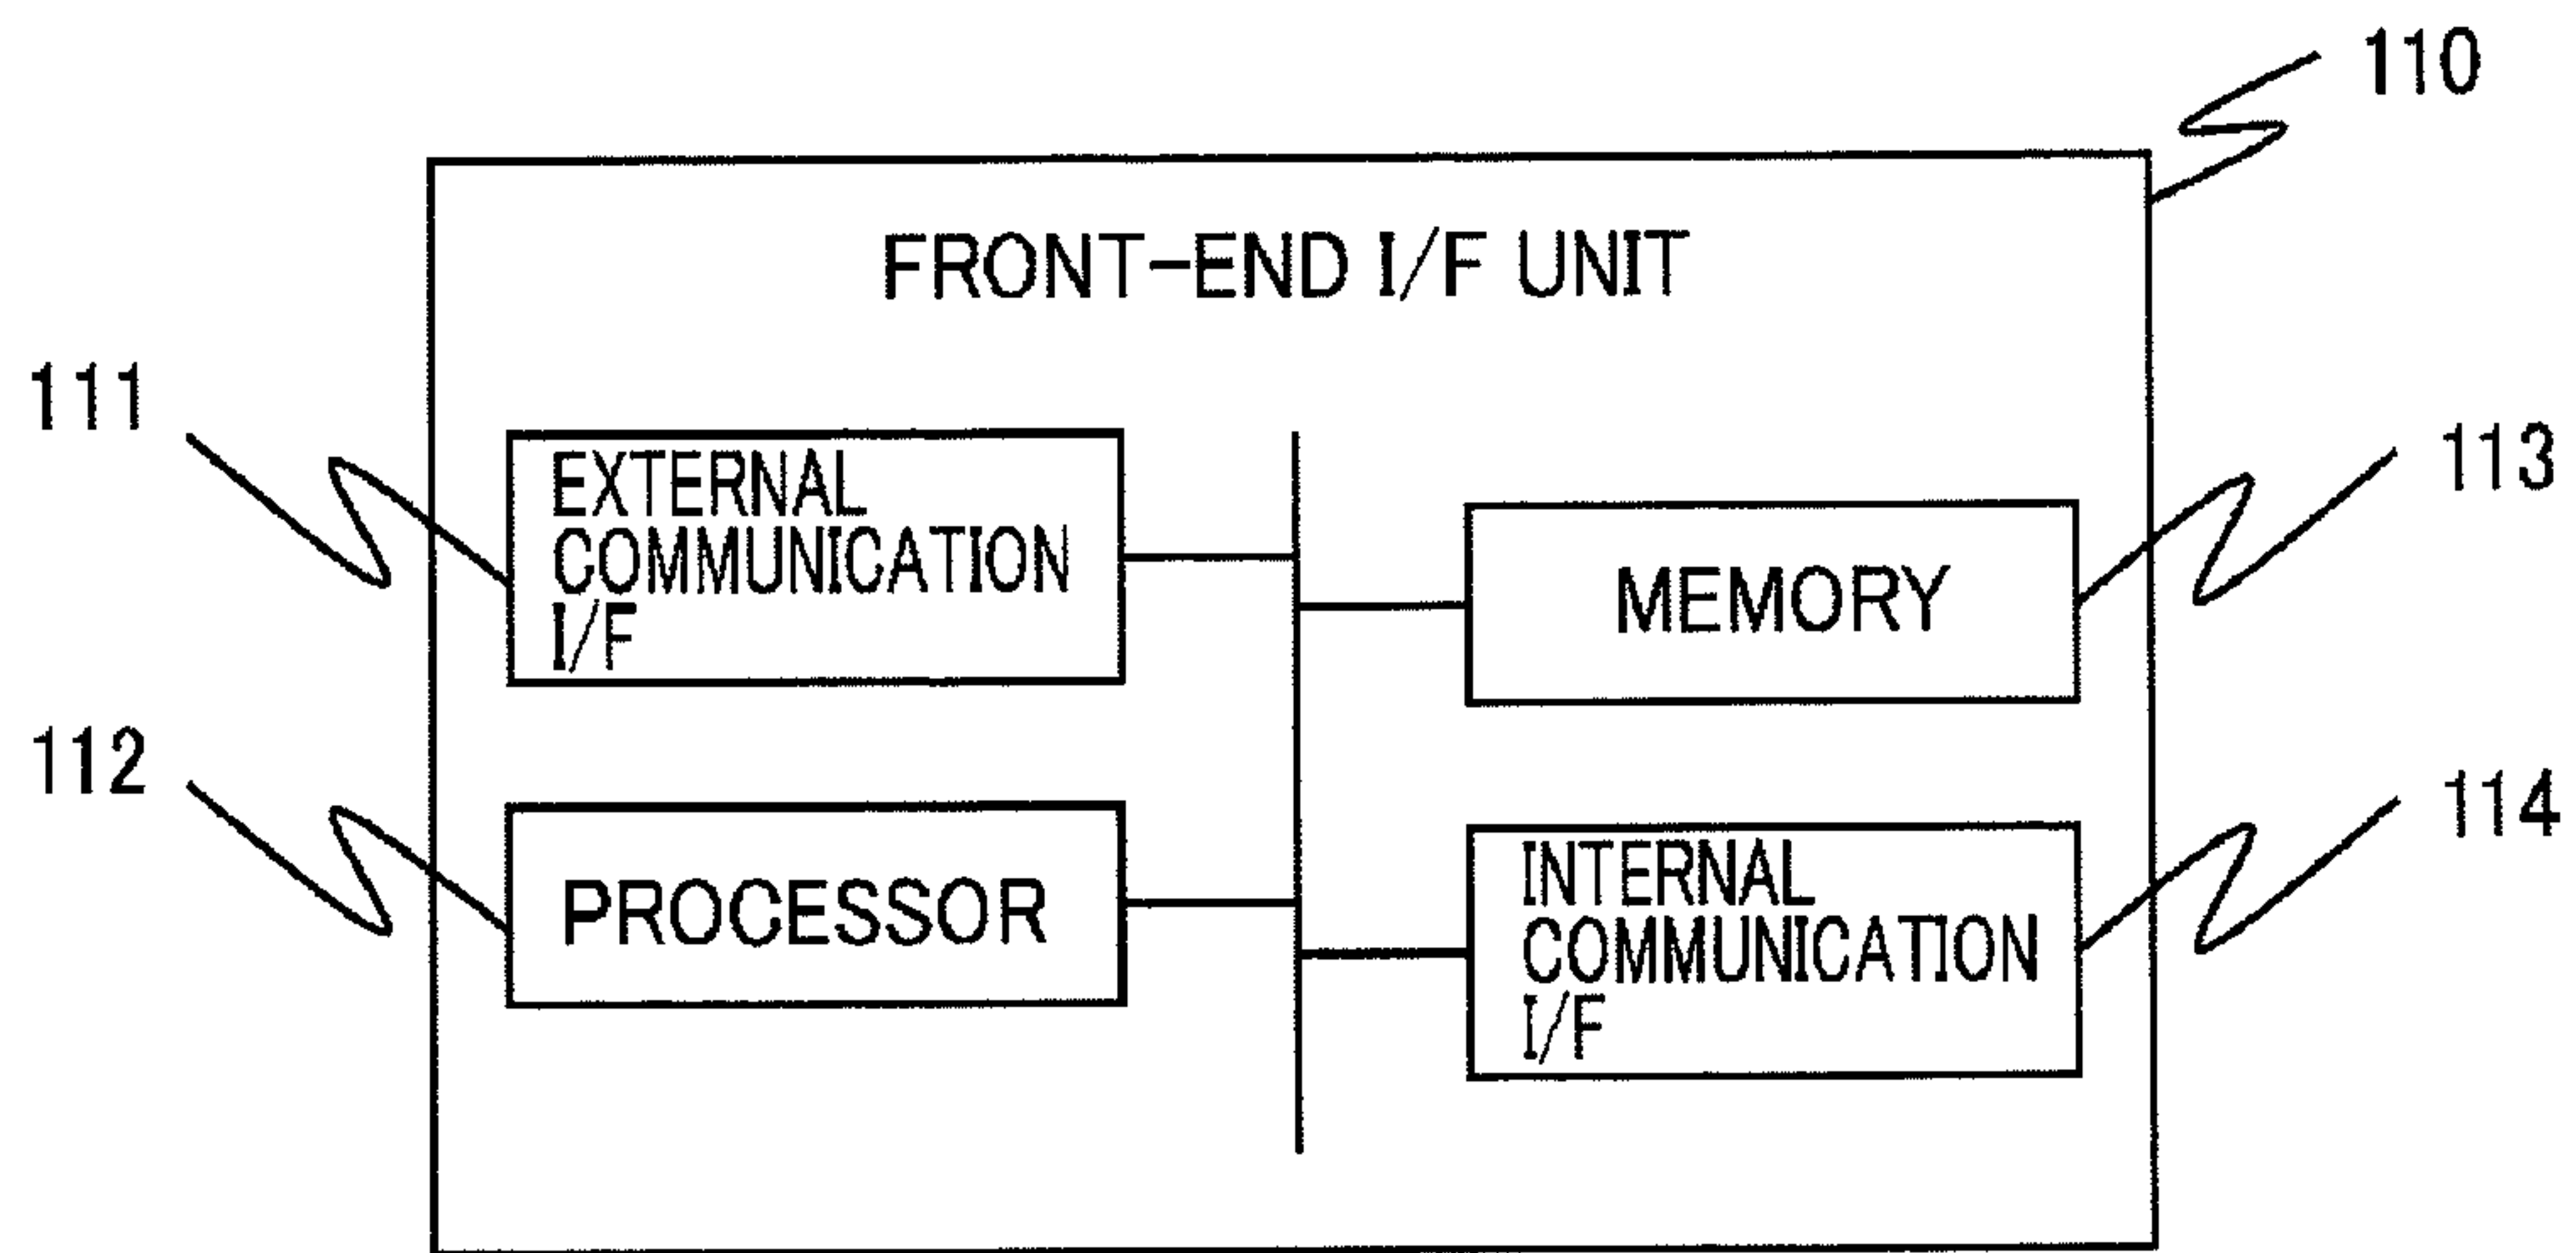 110
FRONT-END I/F UNIT
111
EXTERNAL
COMMUNICATION
I/F
113
MEMORY
112
PROCESSOR
114
INTERNAL
COMMUNICATION
I/F